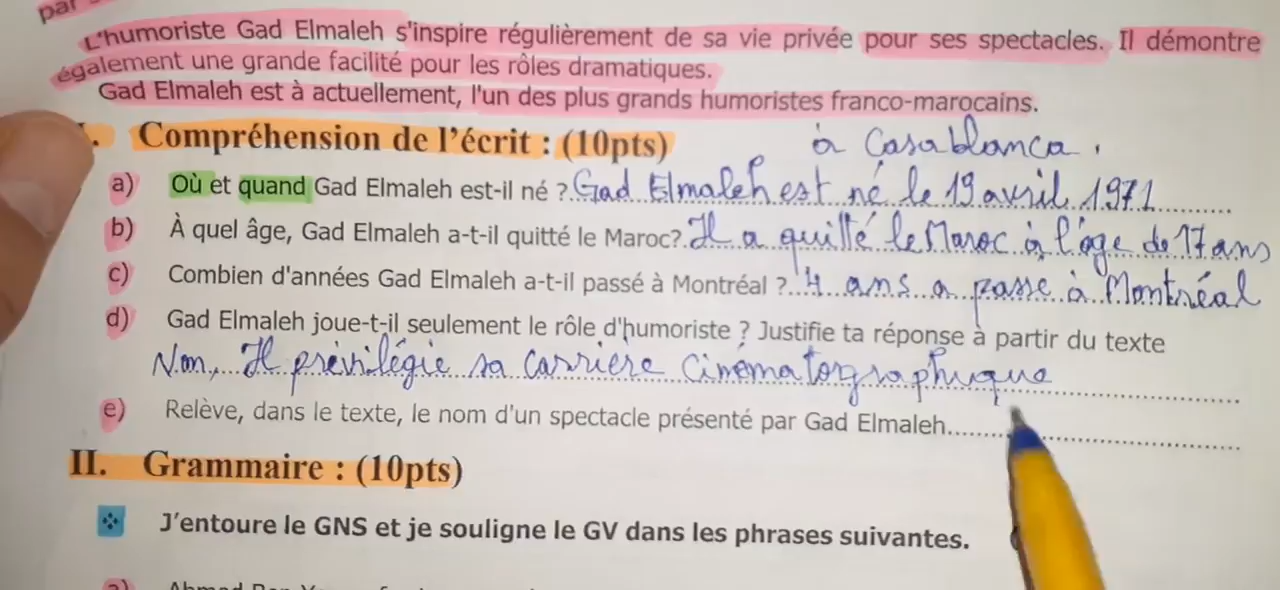 par
L'humoriste Gad Elmaleh s'inspire régulièrement de sa vie privée pour ses spectacles. Il démontre
également une grande facilité pour les rôles dramatiques.
Gad Elmaleh est à actuellement, l'un des plus grands humoristes franco-marocains.
I. Compréhension de l'écrit : (10pts)
à Casablanca.
a) Où et quand Gad Elmaleh est-il né ? Gad Elmaleh est né le 19 avril 1971
b) À quel âge, Gad Elmaleh a-t-il quitté le Maroc? Il a quitté le Maroc à l'âge de 17 ans
c) Combien d'années Gad Elmaleh a-t-il passé à Montréal ? 4 ans a passe à Montréal
d) Gad Elmaleh joue-t-il seulement le rôle d'humoriste ? Justifie ta réponse à partir du texte
Non, Il prévilégie sa carrière cinématographique
e) Relève, dans le texte, le nom d'un spectacle présenté par Gad Elmaleh
II. Grammaire : (10pts)
J'entoure le GNS et je souligne le GV dans les phrases suivantes.
a) Ahmed Ben